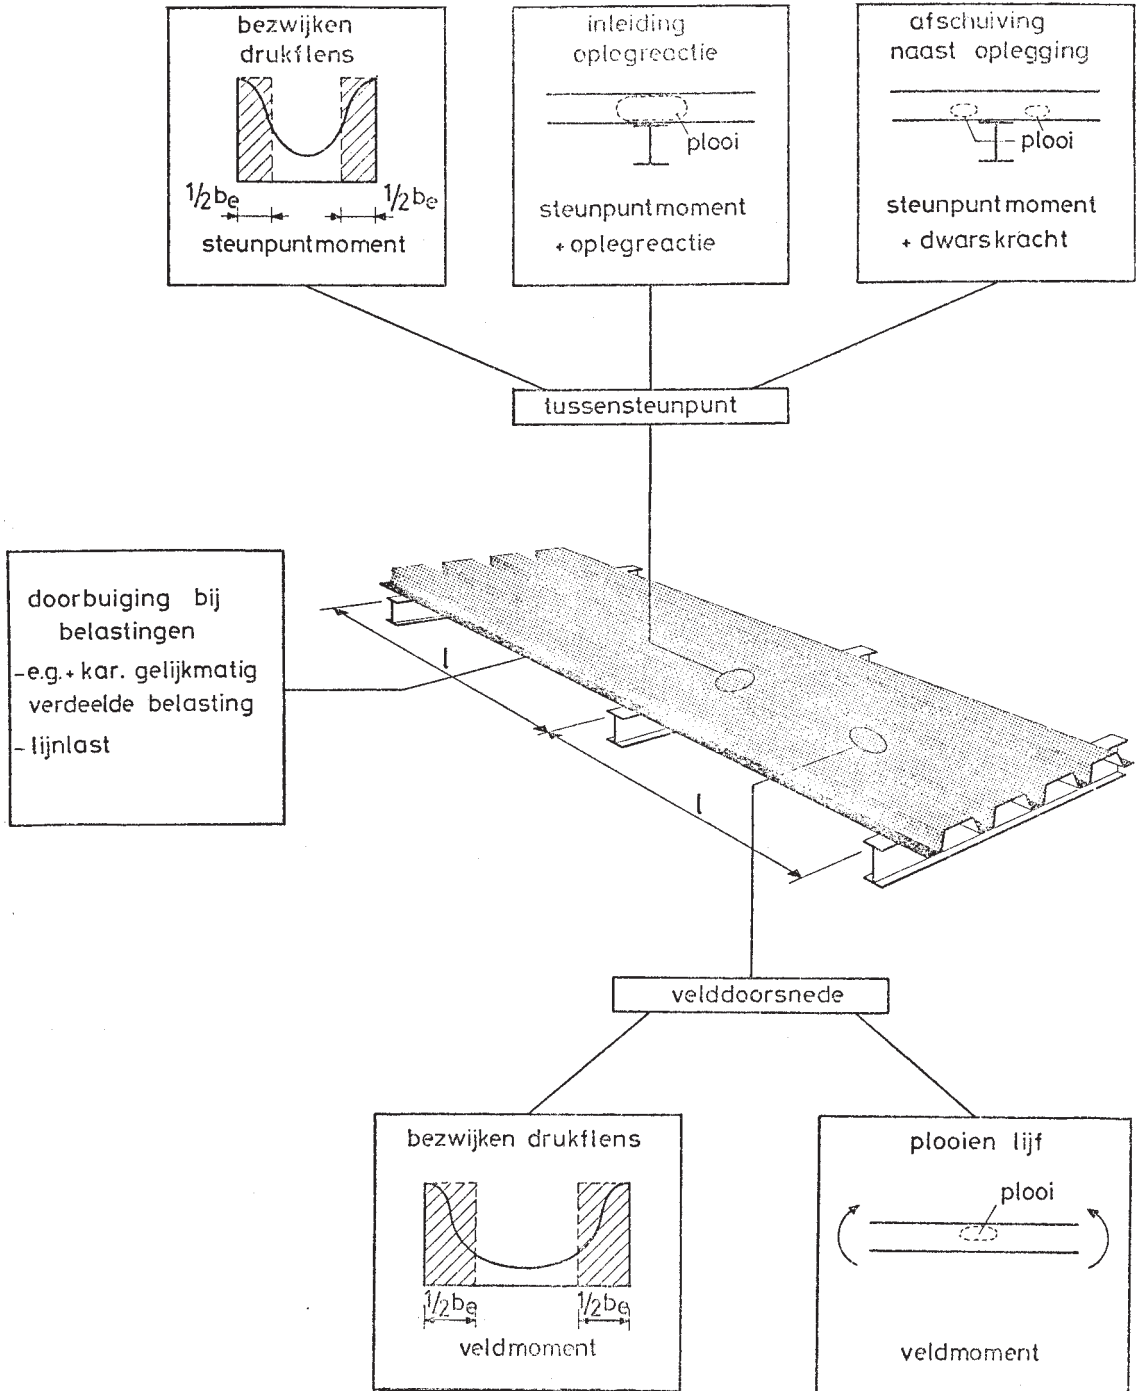 bezwijken
drukflens
½be
½be
steunpuntmoment
inleiding
oplegreactie
plooi
steunpuntmoment
+ oplegreactie
afschuiving
naast oplegging
plooi
steunpuntmoment
+ dwarskracht
tussensteunpunt
doorbuiging bij
belastingen
-e.g.+ kar. gelijkmatig
verdeelde belasting
- lijnlast
l
l
velddoorsnede
bezwijken drukflens
½be
½be
veldmoment
plooien lijf
plooi
veldmoment